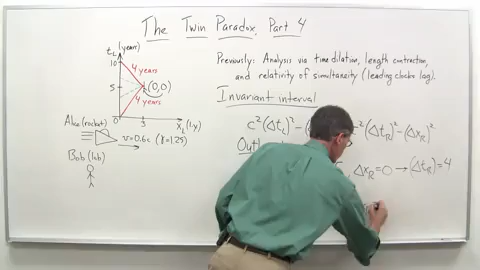 The Twin Paradox, Part 4
t_L (years)
10
4 years
5
(0,0)
4 years
0
3
x_L (l-y)
Alice (rocket)
v=0.6c (γ=1.25)
Bob (lab)
Previously: Analysis via time dilation, length contraction,
and relativity of simultaneity (leading clocks lag).
Invariant interval
c²(Δt_L)²-( c²(Δt_R)²-(Δx_R)²
Outb
Δx_R=0 → (Δt_R)=4